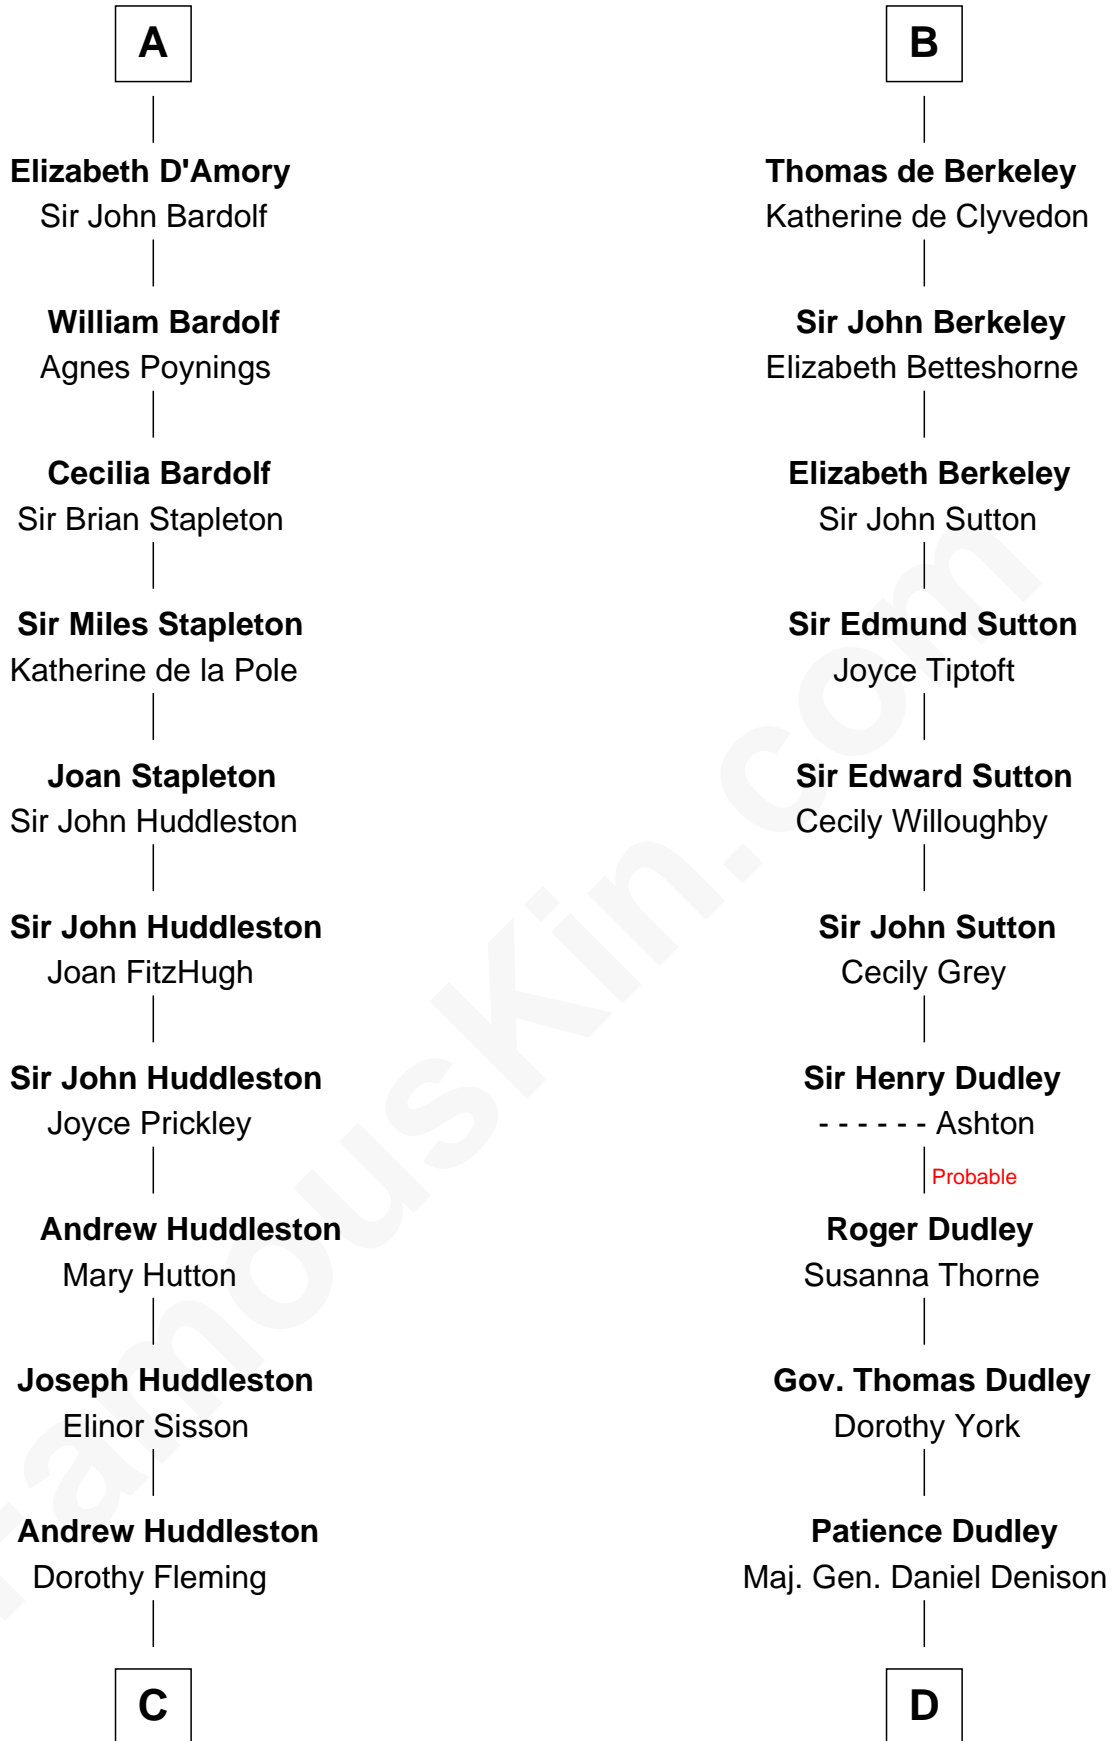 A
Elizabeth D'Amory
Sir John Bardolf
William Bardolf
Agnes Poynings
Cecilia Bardolf
Sir Brian Stapleton
Sir Miles Stapleton
Katherine de la Pole
Joan Stapleton
Sir John Huddleston
Sir John Huddleston
Joan FitzHugh
Sir John Huddleston
Joyce Prickley
Andrew Huddleston
Mary Hutton
Joseph Huddleston
Elinor Sisson
Andrew Huddleston
Dorothy Fleming
C
B
Thomas de Berkeley
Katherine de Clyvedon
Sir John Berkeley
Elizabeth Betteshorne
Elizabeth Berkeley
Sir John Sutton
Sir Edmund Sutton
Joyce Tiptoft
Sir Edward Sutton
Cecily Willoughby
Sir John Sutton
Cecily Grey
Sir Henry Dudley
- - - - - - Ashton
Probable
Roger Dudley
Susanna Thorne
Gov. Thomas Dudley
Dorothy York
Patience Dudley
Maj. Gen. Daniel Denison
D
FamousKin.com